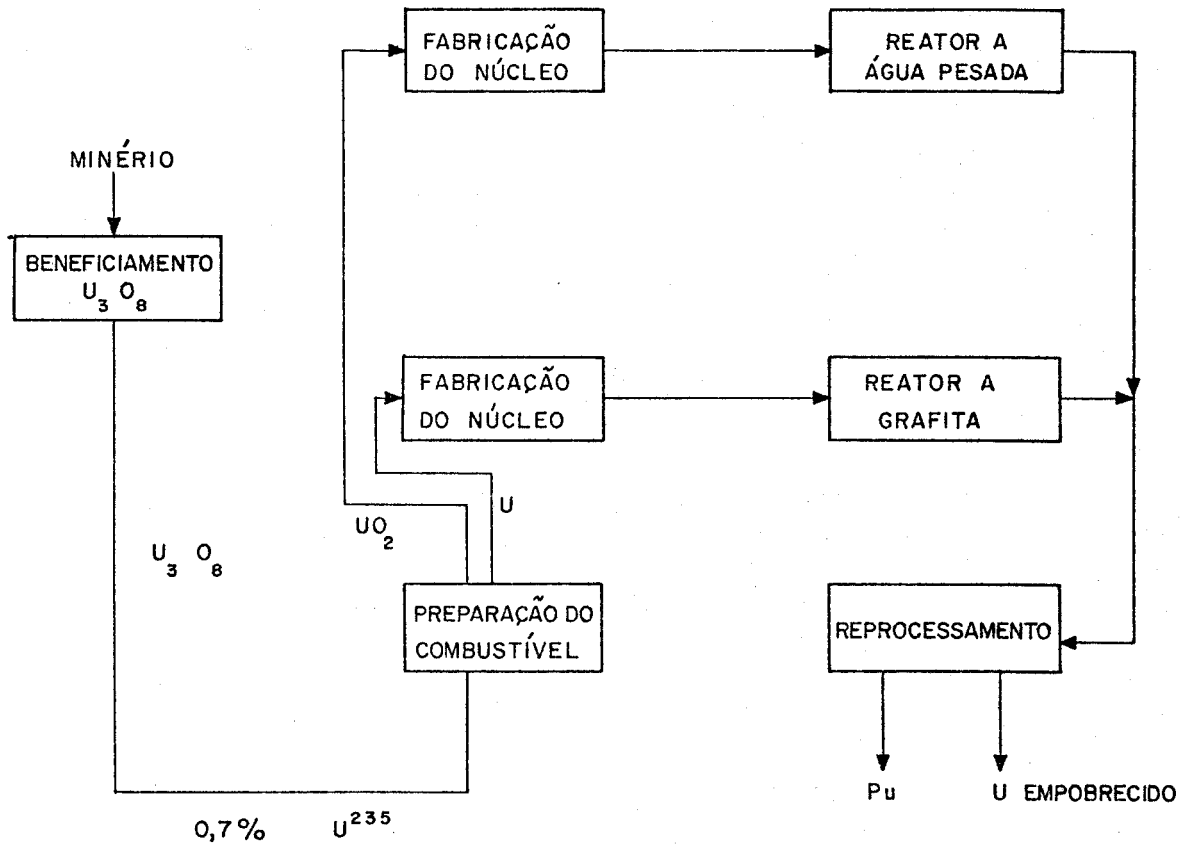 FABRICAÇÃO
DO NÚCLEO
REATOR A
ÁGUA PESADA
MINÉRIO
BENEFICIAMENTO
U₃ O₈
FABRICAÇÃO
DO NÚCLEO
REATOR A
GRAFITA
U
UO₂
U₃ O₈
PREPARAÇÃO DO
COMBUSTÍVEL
REPROCESSAMENTO
Pu
U EMPOBRECIDO
0,7% U²³⁵